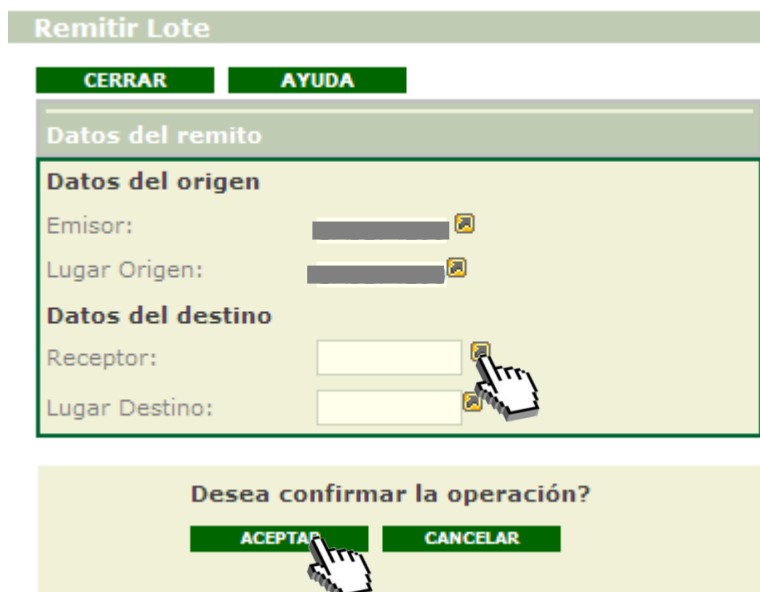 Remitir Lote
CERRAR AYUDA
Datos del remito
Datos del origen
Emisor:
Lugar Origen:
Datos del destino
Receptor:
Lugar Destino:
Desea confirmar la operación?
ACEPTAR CANCELAR